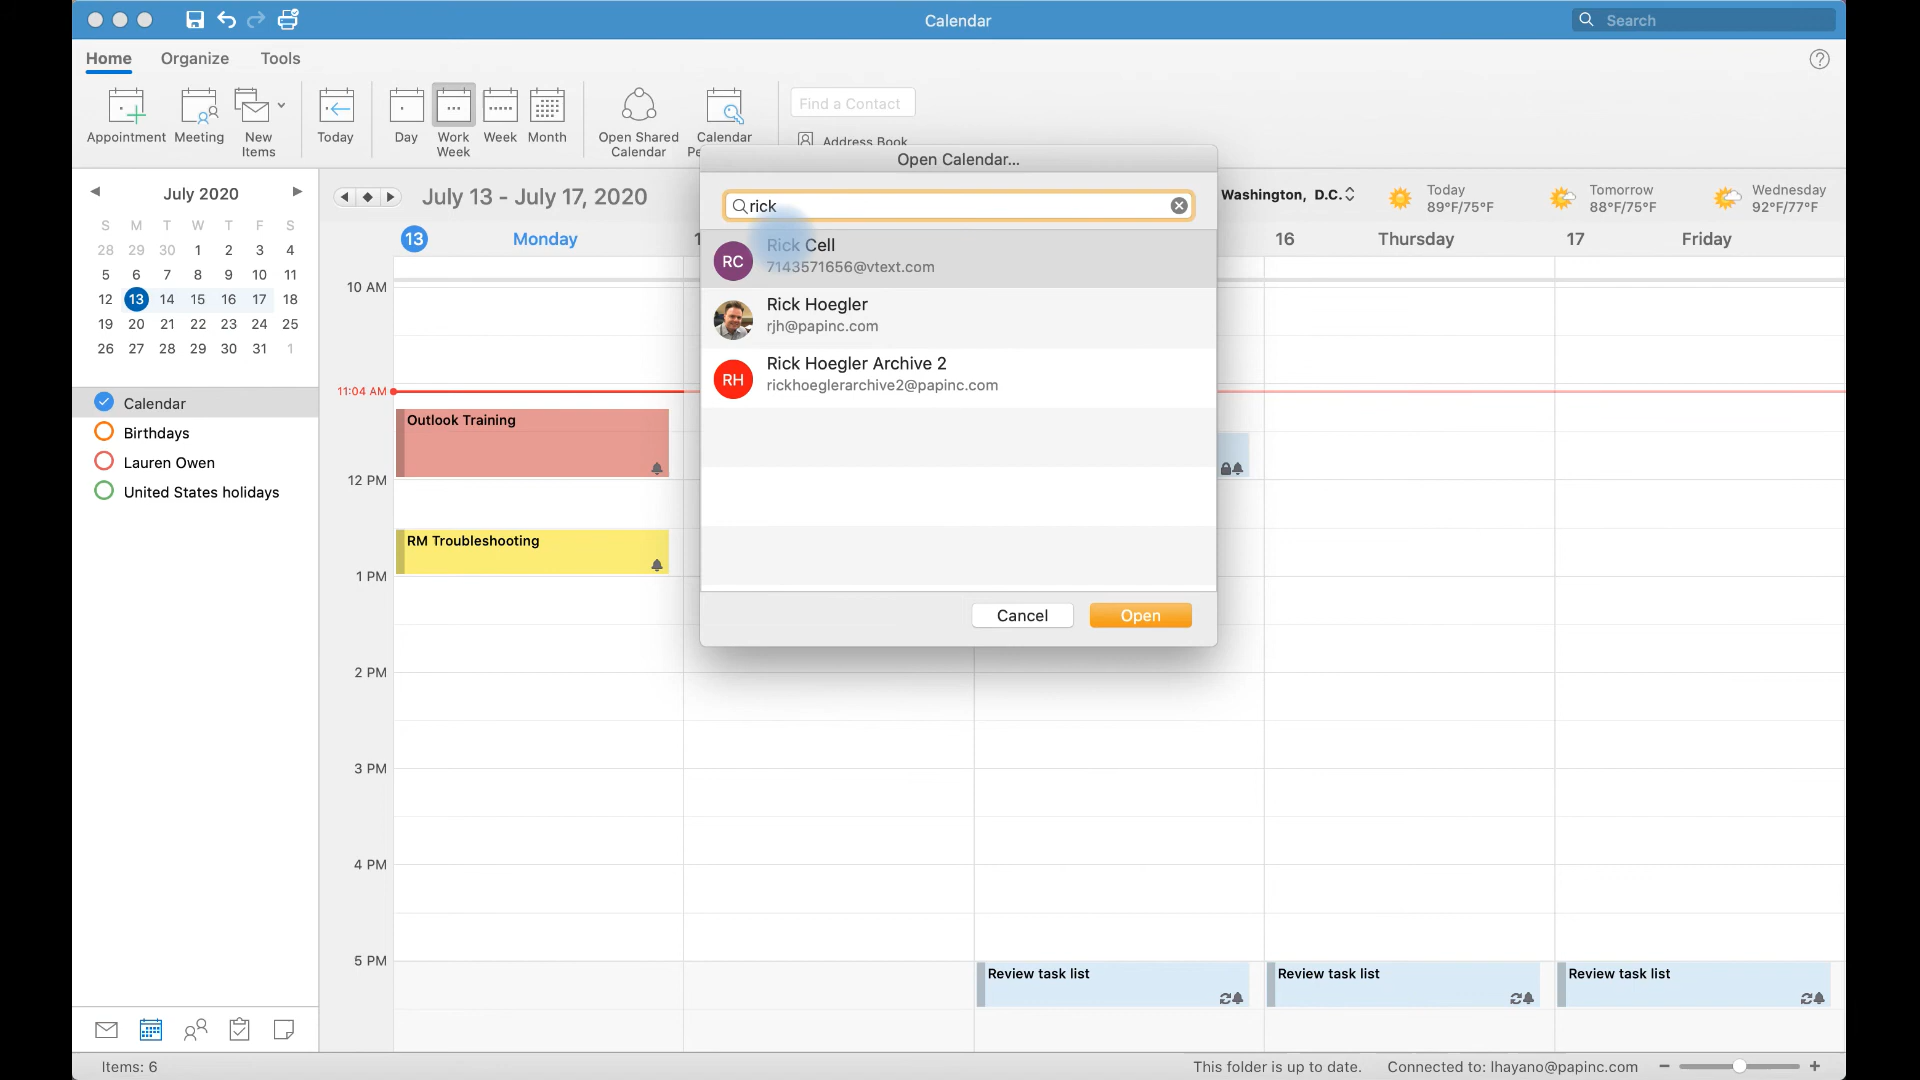 Calendar
Search
Home
Organize
Tools
Appointment
Meeting
New
Items
Today
Day
Work
Week
Week
Month
Open Shared
Calendar
Calendar
Find a Contact
Address Book
Open Calendar...
rick
RC
Rick Cell
7143571656@vtext.com
Rick Hoegler
rjh@papinc.com
RH
Rick Hoegler Archive 2
rickhoeglerarchive2@papinc.com
Cancel
Open
July 2020
S M T W T F S
28 29 30 1 2 3 4
5 6 7 8 9 10 11
12 13 14 15 16 17 18
19 20 21 22 23 24 25
26 27 28 29 30 31 1
Calendar
Birthdays
Lauren Owen
United States holidays
July 13 - July 17, 2020
Washington, D.C.
Today
89°F/75°F
Tomorrow
88°F/75°F
Wednesday
92°F/77°F
13 Monday
16 Thursday
17 Friday
10 AM
11:04 AM
Outlook Training
12 PM
RM Troubleshooting
1 PM
2 PM
3 PM
4 PM
5 PM
Review task list
Review task list
Review task list
Items: 6
This folder is up to date.
Connected to: lhayano@papinc.com